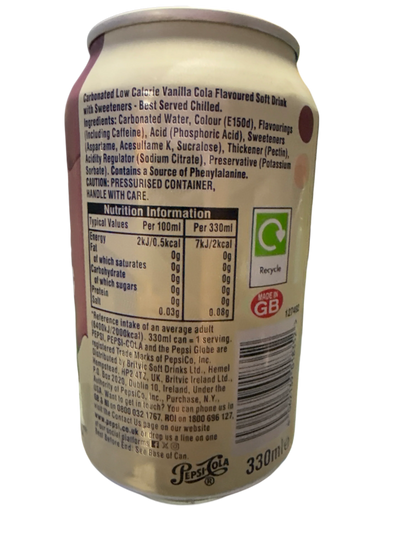 Carbonated Low Calorie Vanilla Cola Flavoured Soft Drink
with Sweeteners - Best Served Chilled.
Ingredients: Carbonated Water, Colour (E150d), Flavourings
(Including Caffeine), Acid (Phosphoric Acid), Sweeteners
(Aspartame, Acesulfame K, Sucralose), Thickener (Pectin),
Acidity Regulator (Sodium Citrate), Preservative (Potassium
Sorbate). Contains a Source of Phenylalanine.
CAUTION: PRESSURISED CONTAINER,
HANDLE WITH CARE.
Nutrition Information
Typical Values Per 100ml Per 330ml
Energy 2kJ/0.5kcal 7kJ/2kcal
Fat 0g 0g
of which saturates 0g 0g
Carbohydrate 0g 0g
of which sugars 0g 0g
Protein 0g 0g
Salt 0.03g 0.08g
Recycle
MADE IN
GB
*Reference intake of an average adult
(8400kJ/2000kcal). 330ml can = 1 serving.
PEPSI, PEPSI-COLA and the Pepsi Globe are
registered Trade Marks of PepsiCo, Inc.
Distributed by Britvic Soft Drinks Ltd., Hemel
Hempstead, HP2 4TZ, UK. Britvic Ireland Ltd.,
P.O. Box 2020, Dublin 10, Ireland. Under the
Authority of PepsiCo, Inc., Purchase, N.Y.,
USA. Want to get in touch? You can phone us in
GB & NI on 0800 032 1767, ROI on 1800 696 127,
visit the Contact Us page on our website
www.pepsi.co.uk or drop us a line on one
of our social platforms
Best Before End: See Base of Can.
PEPSI-COLA
®
330ml